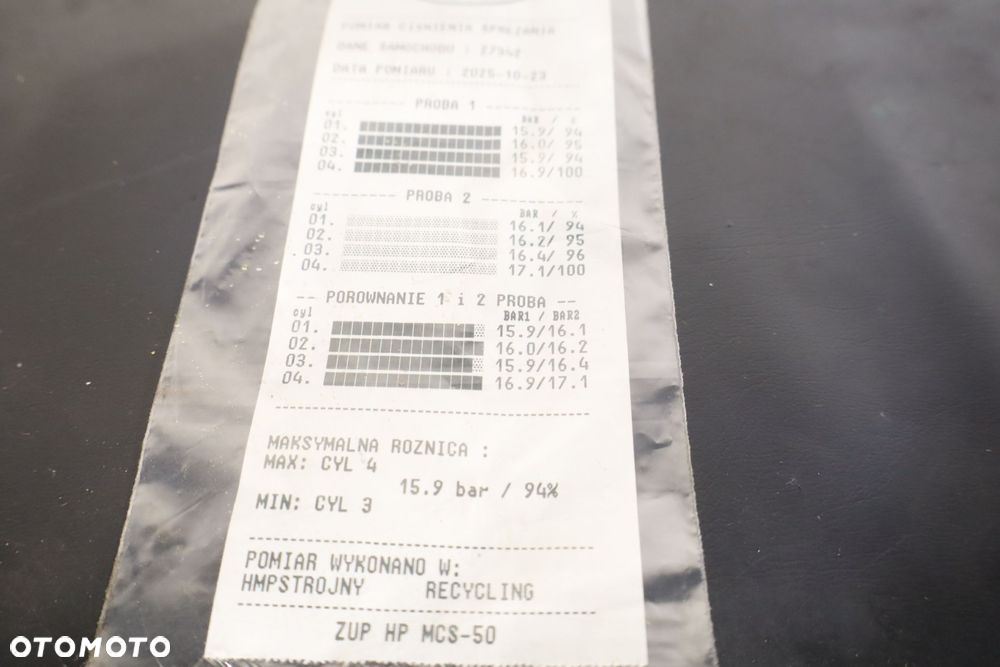 POMIAR CISNIENIA SPREZANIA
DANE SAMOCHODU : 27342
DATA POMIARU : 2025-10-23
PROBA 1
cyl BAR / %
01. 15.9/ 94
02. 16.0/ 95
03. 15.9/ 94
04. 16.9/100
PROBA 2
cyl BAR / %
01. 16.1/ 94
02. 16.2/ 95
03. 16.4/ 96
04. 17.1/100
-- POROWNANIE 1 i 2 PROBA --
cyl BAR1 / BAR2
01. 15.9/16.1
02. 16.0/16.2
03. 15.9/16.4
04. 16.9/17.1
MAKSYMALNA ROZNICA :
MAX: CYL 4
15.9 bar / 94%
MIN: CYL 3
POMIAR WYKONANO W:
HMPSTROJNY RECYCLING
ZUP HP MCS-50
OTOMOTO